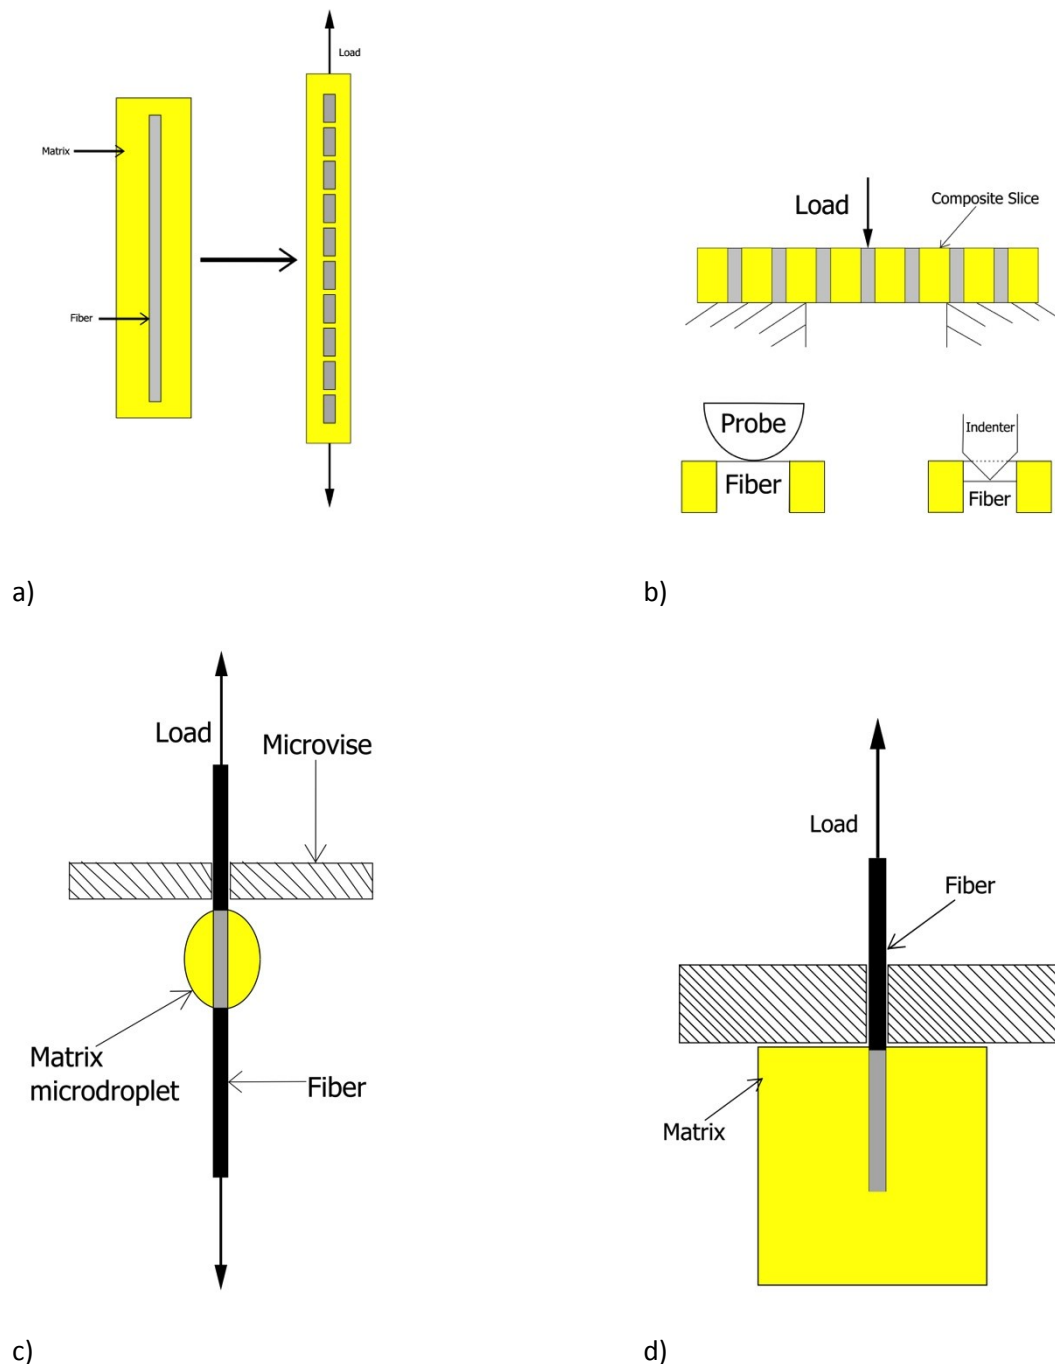 Load
Matrix
Fiber
a)
Load
Composite Slice
Probe
Fiber
Indenter
Fiber
b)
Load
Microvise
Matrix
microdroplet
Fiber
c)
Load
Fiber
Matrix
d)